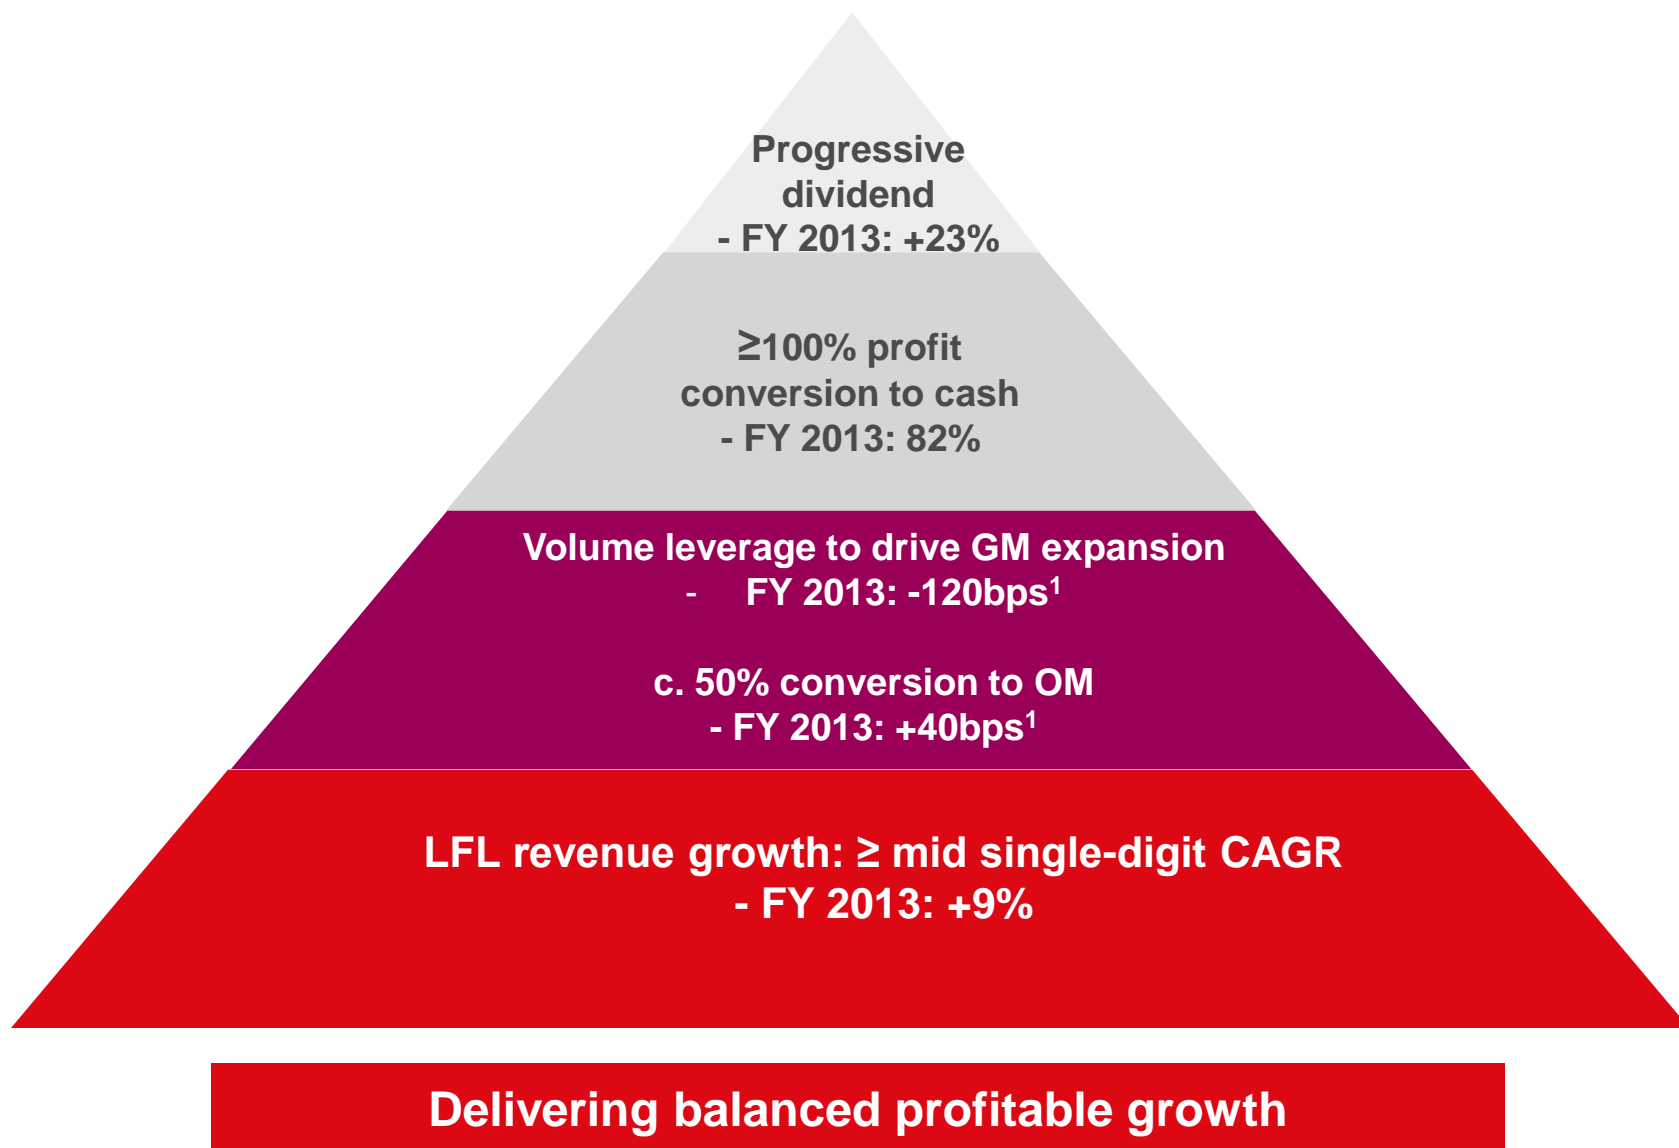 Progressive
dividend
- FY 2013: +23%
≥100% profit
conversion to cash
- FY 2013: 82%
Volume leverage to drive GM expansion
- FY 2013: -120bps¹
c. 50% conversion to OM
- FY 2013: +40bps¹
LFL revenue growth: ≥ mid single-digit CAGR
- FY 2013: +9%
Delivering balanced profitable growth